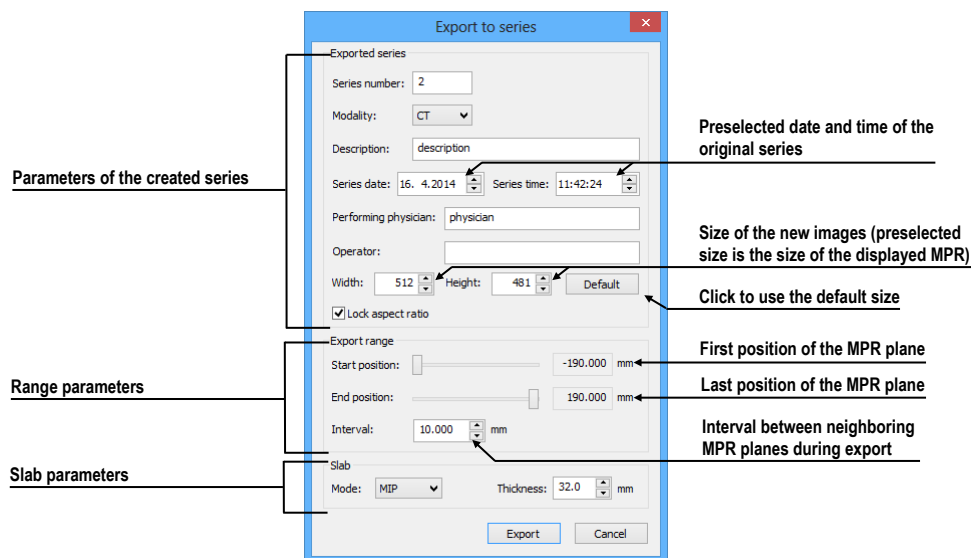 Export to series
Exported series
Series number: 2
Modality: CT
Description: description
Series date: 16. 4.2014 Series time: 11:42:24
Performing physician: physician
Operator:
Width: 512 Height: 481 Default
Lock aspect ratio
Export range
Start position: -190.000 mm
End position: 190.000 mm
Interval: 10.000 mm
Slab
Mode: MIP Thickness: 32.0 mm
Export Cancel
Parameters of the created series
Range parameters
Slab parameters
Preselected date and time of the
original series
Size of the new images (preselected
size is the size of the displayed MPR)
Click to use the default size
First position of the MPR plane
Last position of the MPR plane
Interval between neighboring
MPR planes during export